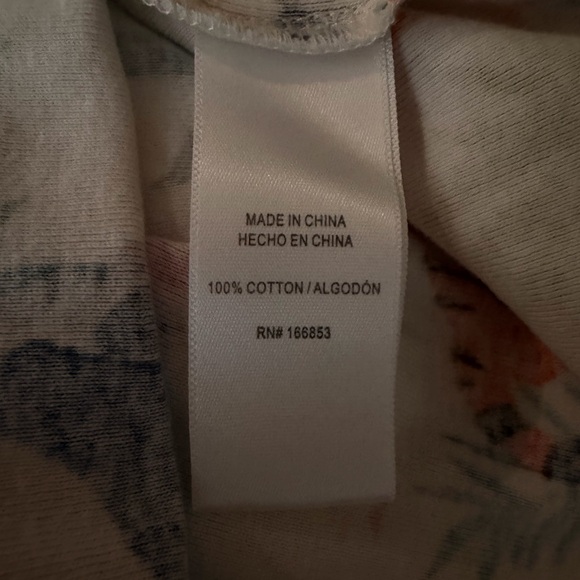 MADE IN CHINA
HECHO EN CHINA
100% COTTON / ALGODÓN
RN# 166853